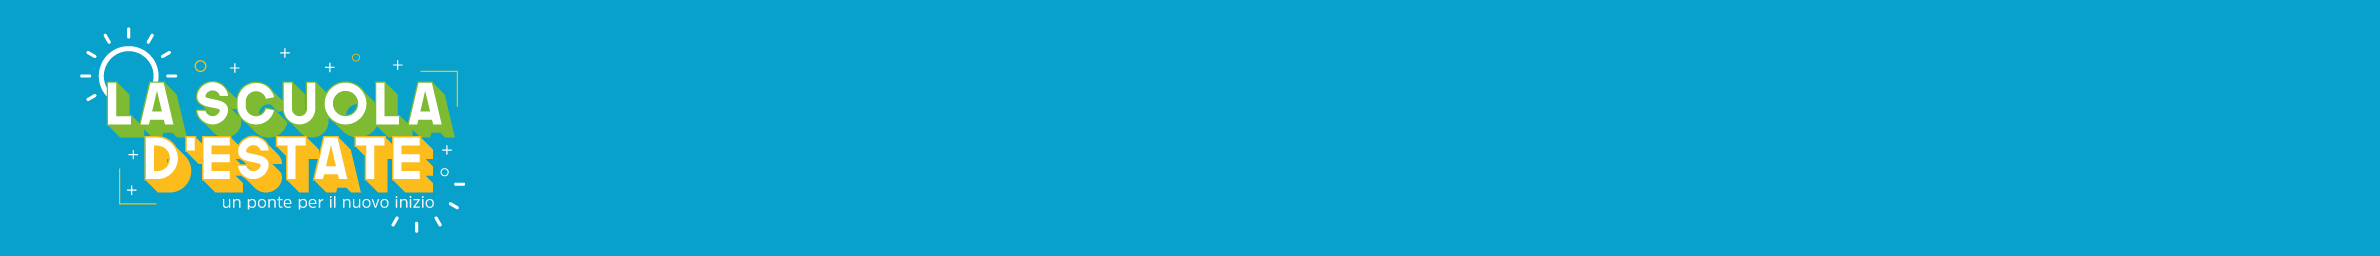 LA SCUOLA
D'ESTATE
un ponte per il nuovo inizio